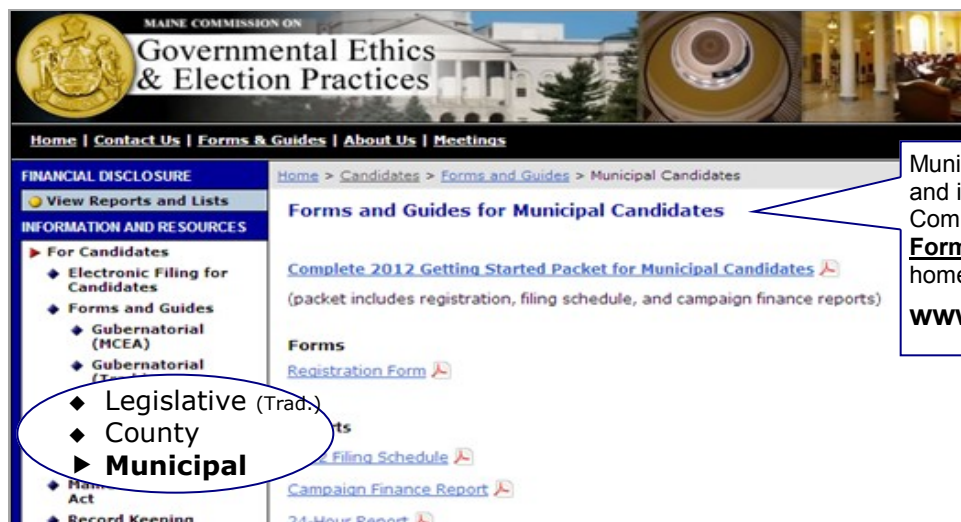 MAINE COMMISSION ON
Governmental Ethics
& Election Practices
Home | Contact Us | Forms & Guides | About Us | Meetings
FINANCIAL DISCLOSURE
View Reports and Lists
INFORMATION AND RESOURCES
For Candidates
Electronic Filing for
Candidates
Forms and Guides
Gubernatorial
(MCEA)
Gubernatorial
Legislative (Trad.)
County
Municipal
Act
Record Keeping
Home > Candidates > Forms and Guides > Municipal Candidates
Forms and Guides for Municipal Candidates
Complete 2012 Getting Started Packet for Municipal Candidates
(packet includes registration, filing schedule, and campaign finance reports)
Forms
Registration Form
Filing Schedule
Campaign Finance Report
24-Hour Report
and